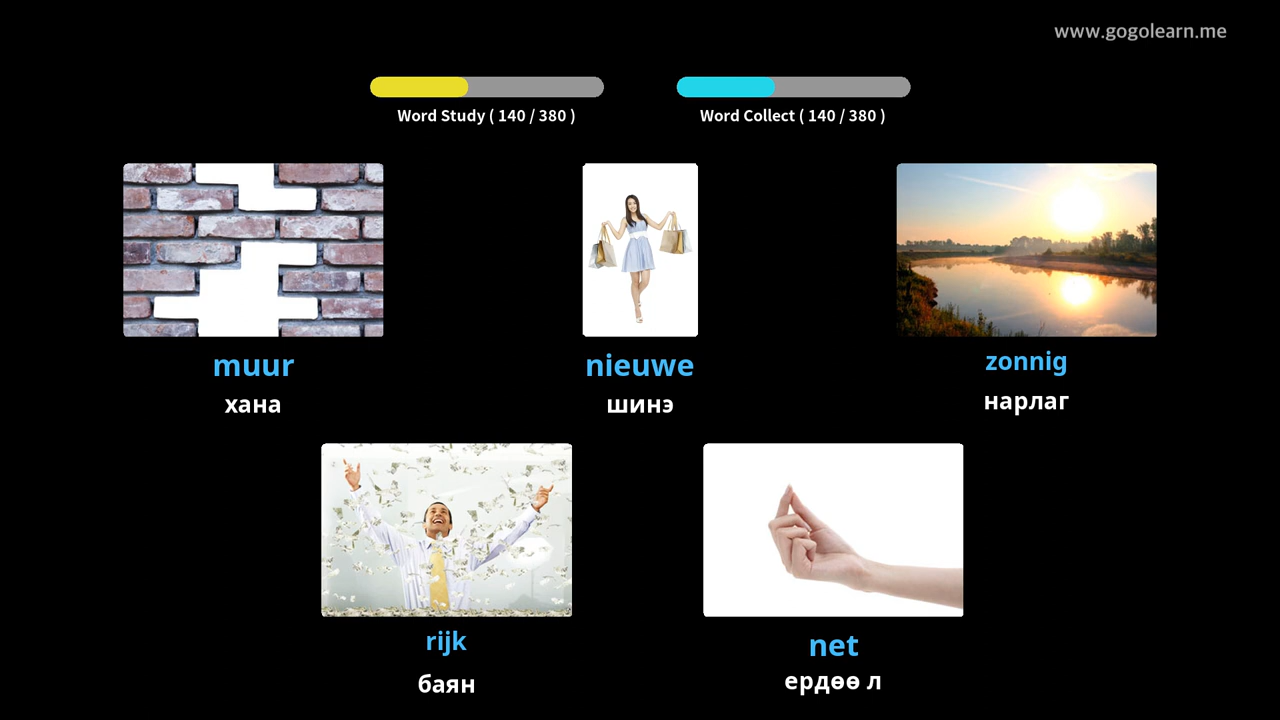 www.gogolearn.me
Word Study ( 140 / 380 )
Word Collect ( 140 / 380 )
muur
хана
nieuwe
шинэ
zonnig
нарлаг
rijk
баян
net
ердөө л